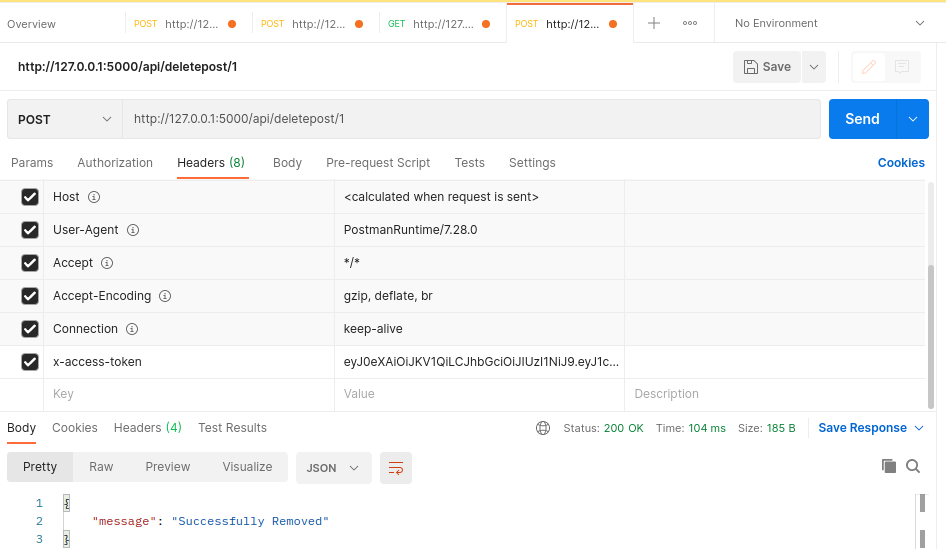 Overview POST http://12... POST http://12... GET http://127.... POST http://12... No Environment
http://127.0.0.1:5000/api/deletepost/1 Save
POST http://127.0.0.1:5000/api/deletepost/1 Send
Params Authorization Headers (8) Body Pre-request Script Tests Settings Cookies
Host <calculated when request is sent>
User-Agent PostmanRuntime/7.28.0
Accept */*
Accept-Encoding gzip, deflate, br
Connection keep-alive
x-access-token eyJ0eXAiOiJKV1QiLCJhbGciOiJIUzI1NiJ9.eyJ1c...
Key Value Description
Body Cookies Headers (4) Test Results Status: 200 OK Time: 104 ms Size: 185 B Save Response
Pretty Raw Preview Visualize JSON
1 {
2 "message": "Successfully Removed"
3 }